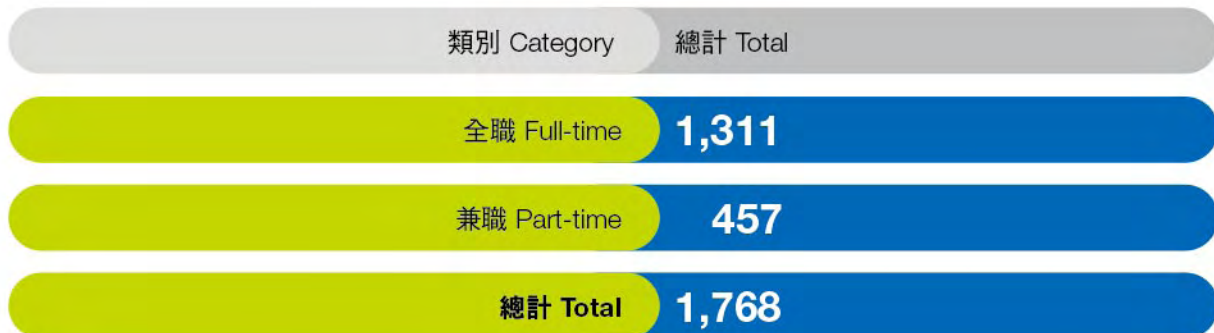 類別 Category 總計 Total
全職 Full-time 1,311
兼職 Part-time 457
總計 Total 1,768